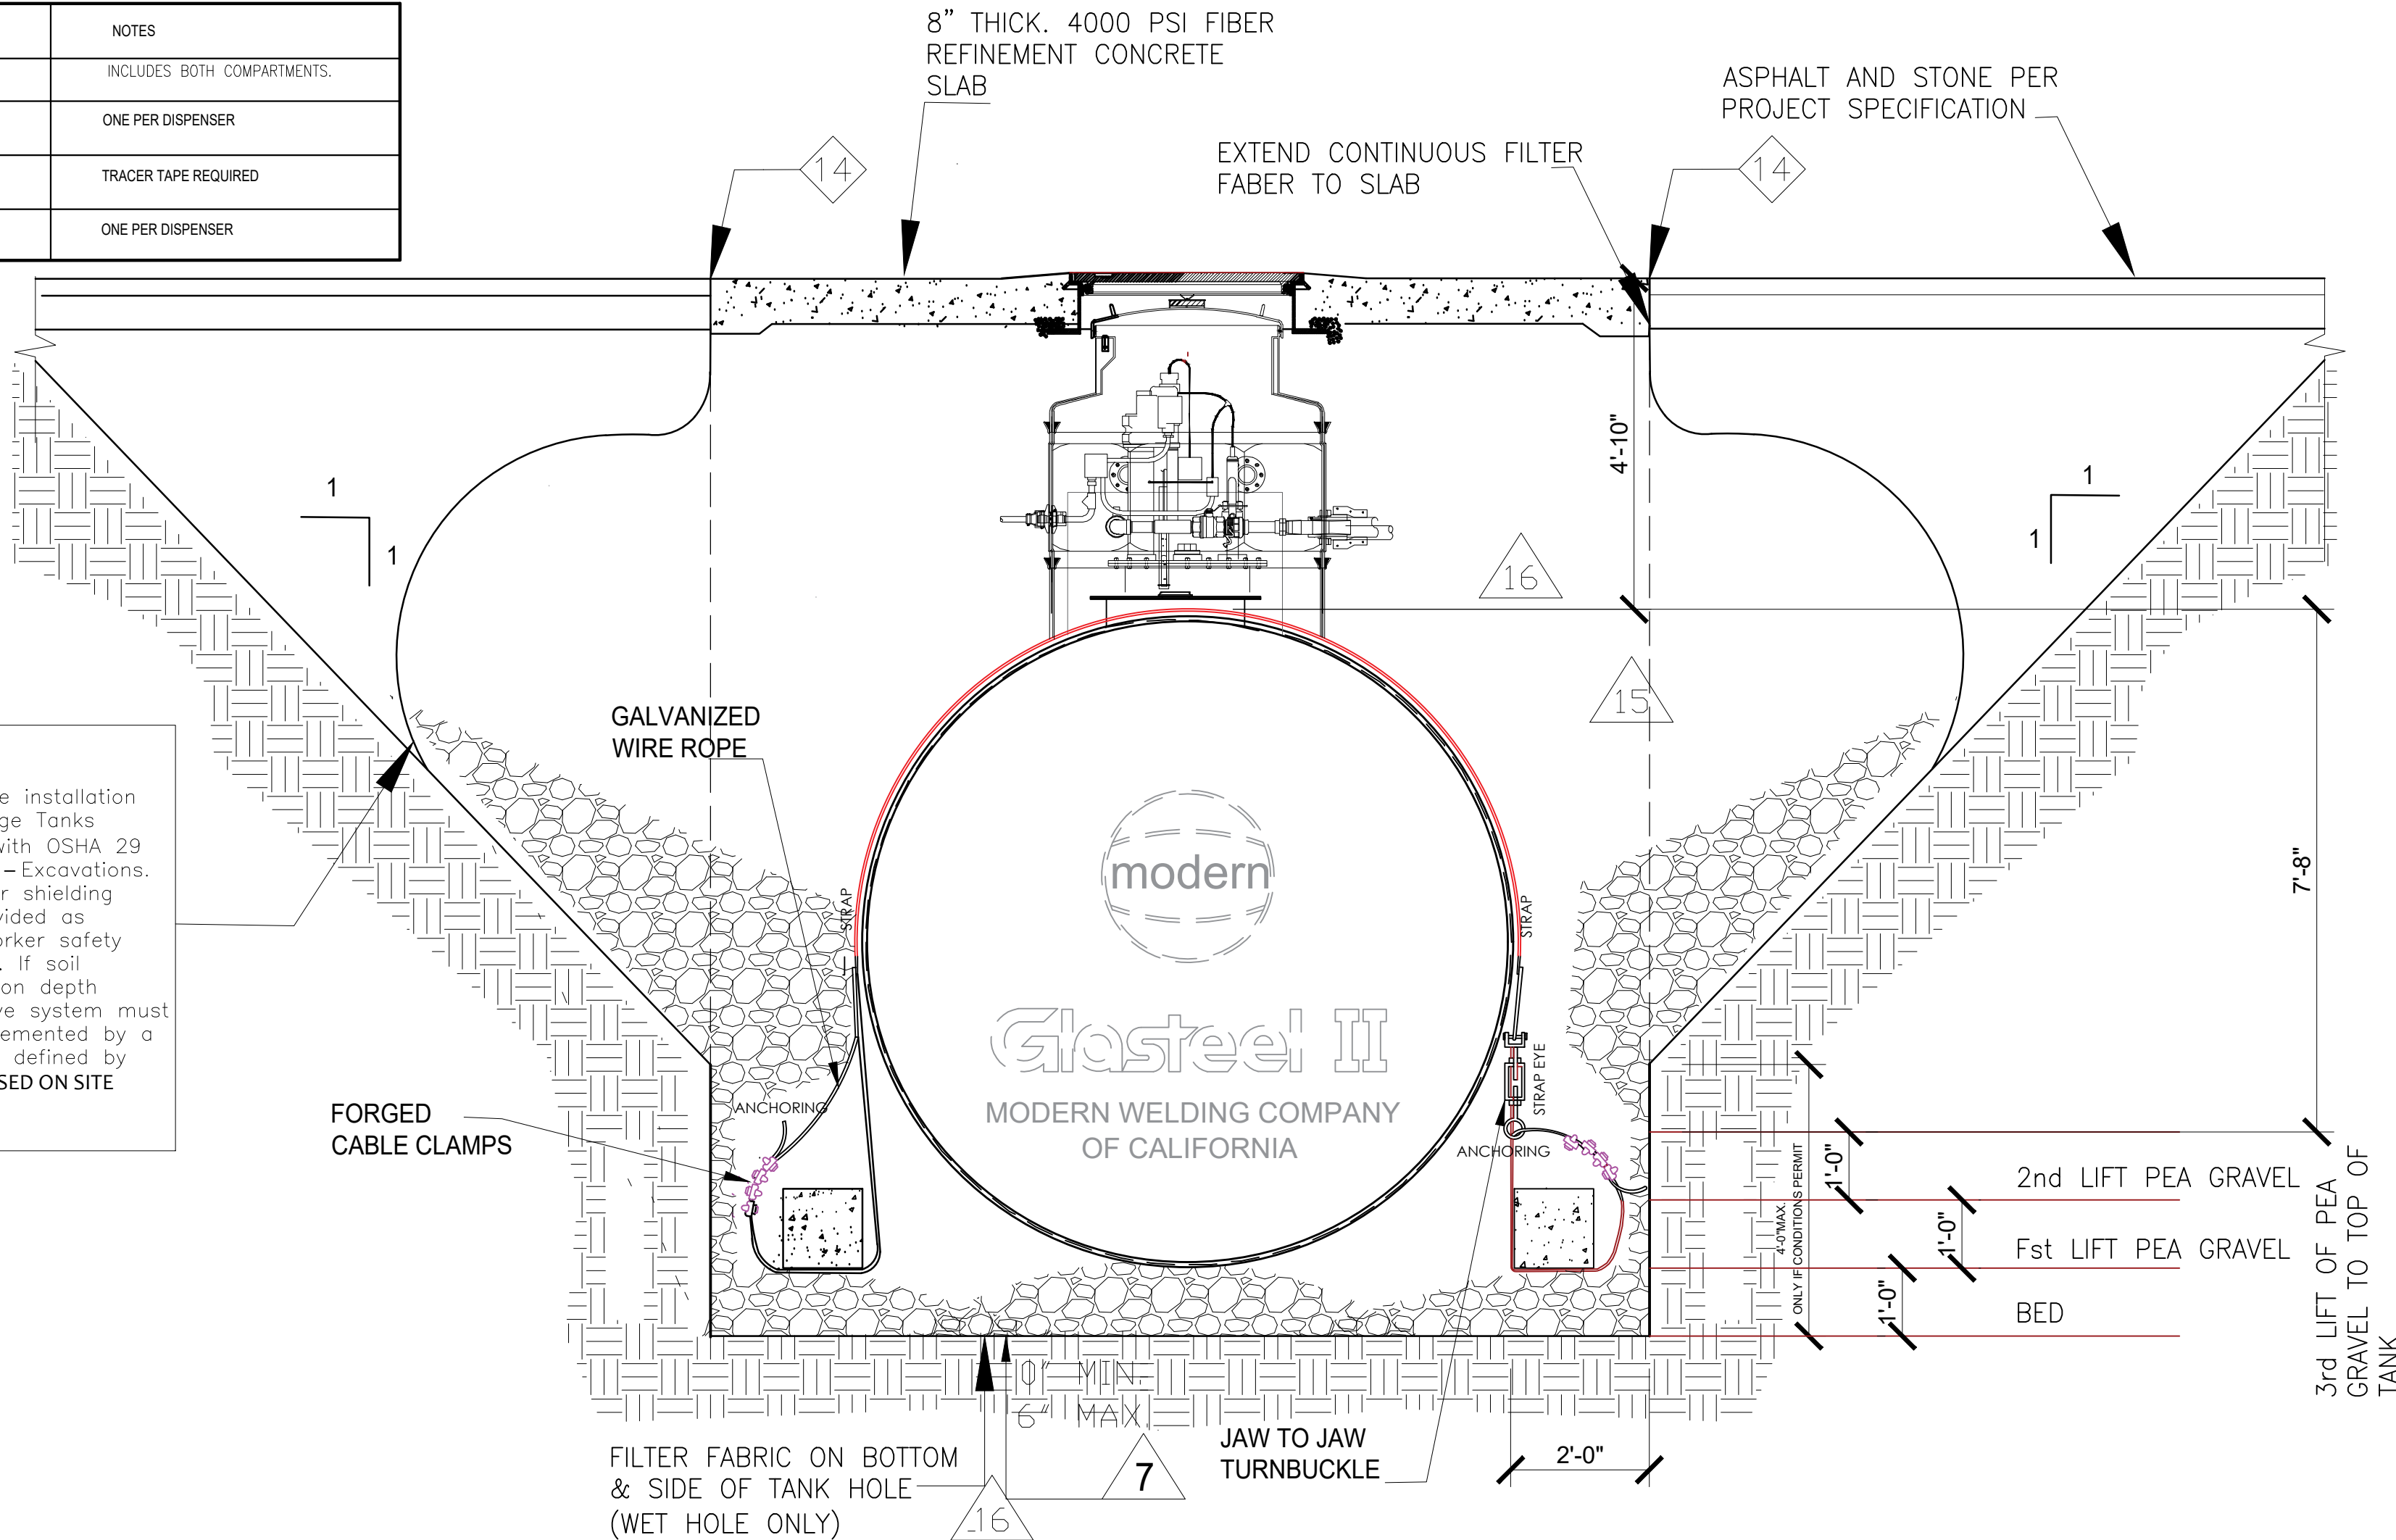 NOTES
INCLUDES BOTH COMPARTMENTS.
ONE PER DISPENSER
TRACER TAPE REQUIRED
ONE PER DISPENSER
8” THICK. 4000 PSI FIBER
REFINEMENT CONCRETE
SLAB
ASPHALT AND STONE PER
PROJECT SPECIFICATION
EXTEND CONTINUOUS FILTER
FABER TO SLAB
14
14
4'-10"
1
1
1
1
16
15
7'-8"
GALVANIZED
WIRE ROPE
e installation
ge Tanks
with OSHA 29
–Excavations.
r shielding
vided as
orker safety
. If soil
on depth
ve system must
emented by a
defined by
SED ON SITE
STRAP
STRAP
modern
Glasteel II
MODERN WELDING COMPANY
OF CALIFORNIA
STRAP EYE
ANCHORING
ANCHORING
FORGED
CABLE CLAMPS
4'-0"MAX.
ONLY IF CONDITIONS PERMIT
1'-0"
2nd LIFT PEA GRAVEL
1'-0"
Fst LIFT PEA GRAVEL
1'-0"
BED
3rd LIFT OF PEA
GRAVEL TO TOP OF
TANK
0" MIN.
6" MAX
JAW TO JAW
TURNBUCKLE
2'-0"
FILTER FABRIC ON BOTTOM
& SIDE OF TANK HOLE
(WET HOLE ONLY)
7
16